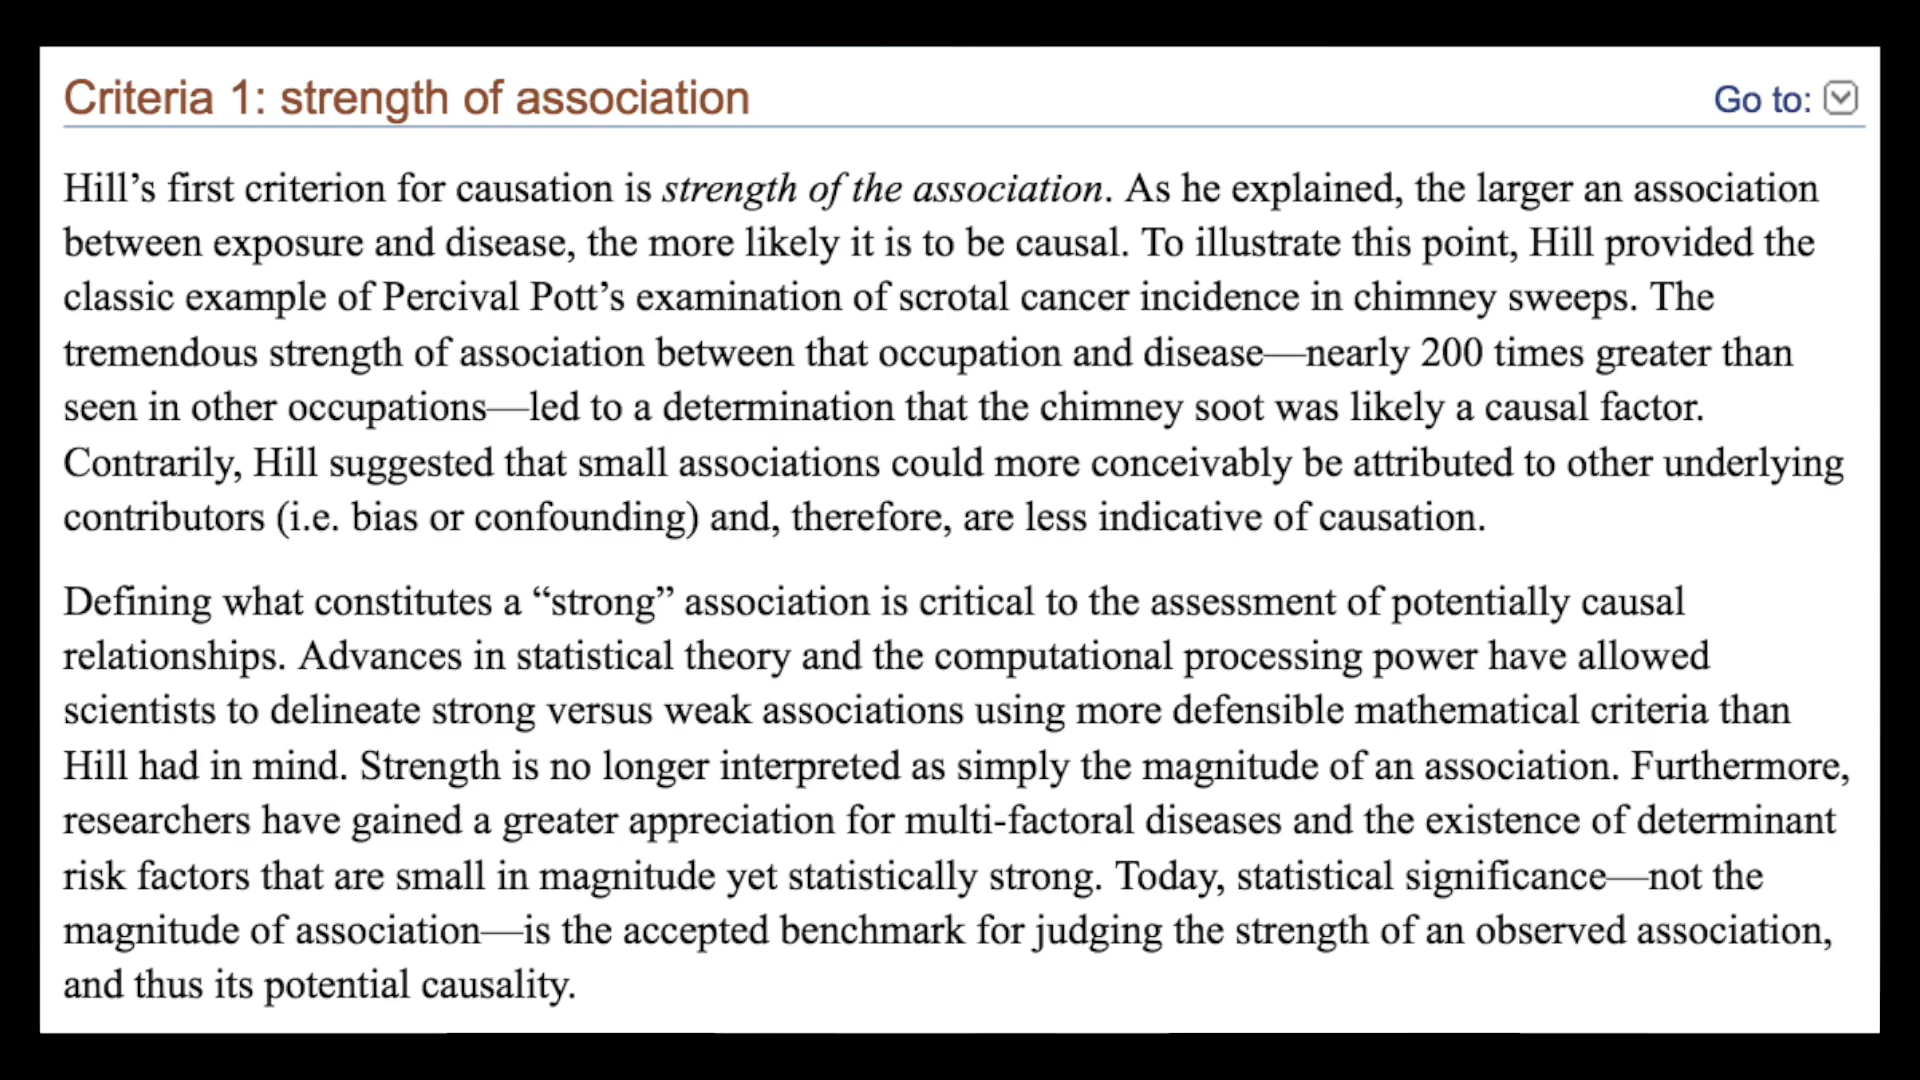 Criteria 1: strength of association
Go to:
Hill’s first criterion for causation is strength of the association. As he explained, the larger an association
between exposure and disease, the more likely it is to be causal. To illustrate this point, Hill provided the
classic example of Percival Pott’s examination of scrotal cancer incidence in chimney sweeps. The
tremendous strength of association between that occupation and disease—nearly 200 times greater than
seen in other occupations—led to a determination that the chimney soot was likely a causal factor.
Contrarily, Hill suggested that small associations could more conceivably be attributed to other underlying
contributors (i.e. bias or confounding) and, therefore, are less indicative of causation.
Defining what constitutes a “strong” association is critical to the assessment of potentially causal
relationships. Advances in statistical theory and the computational processing power have allowed
scientists to delineate strong versus weak associations using more defensible mathematical criteria than
Hill had in mind. Strength is no longer interpreted as simply the magnitude of an association. Furthermore,
researchers have gained a greater appreciation for multi-factoral diseases and the existence of determinant
risk factors that are small in magnitude yet statistically strong. Today, statistical significance—not the
magnitude of association—is the accepted benchmark for judging the strength of an observed association,
and thus its potential causality.